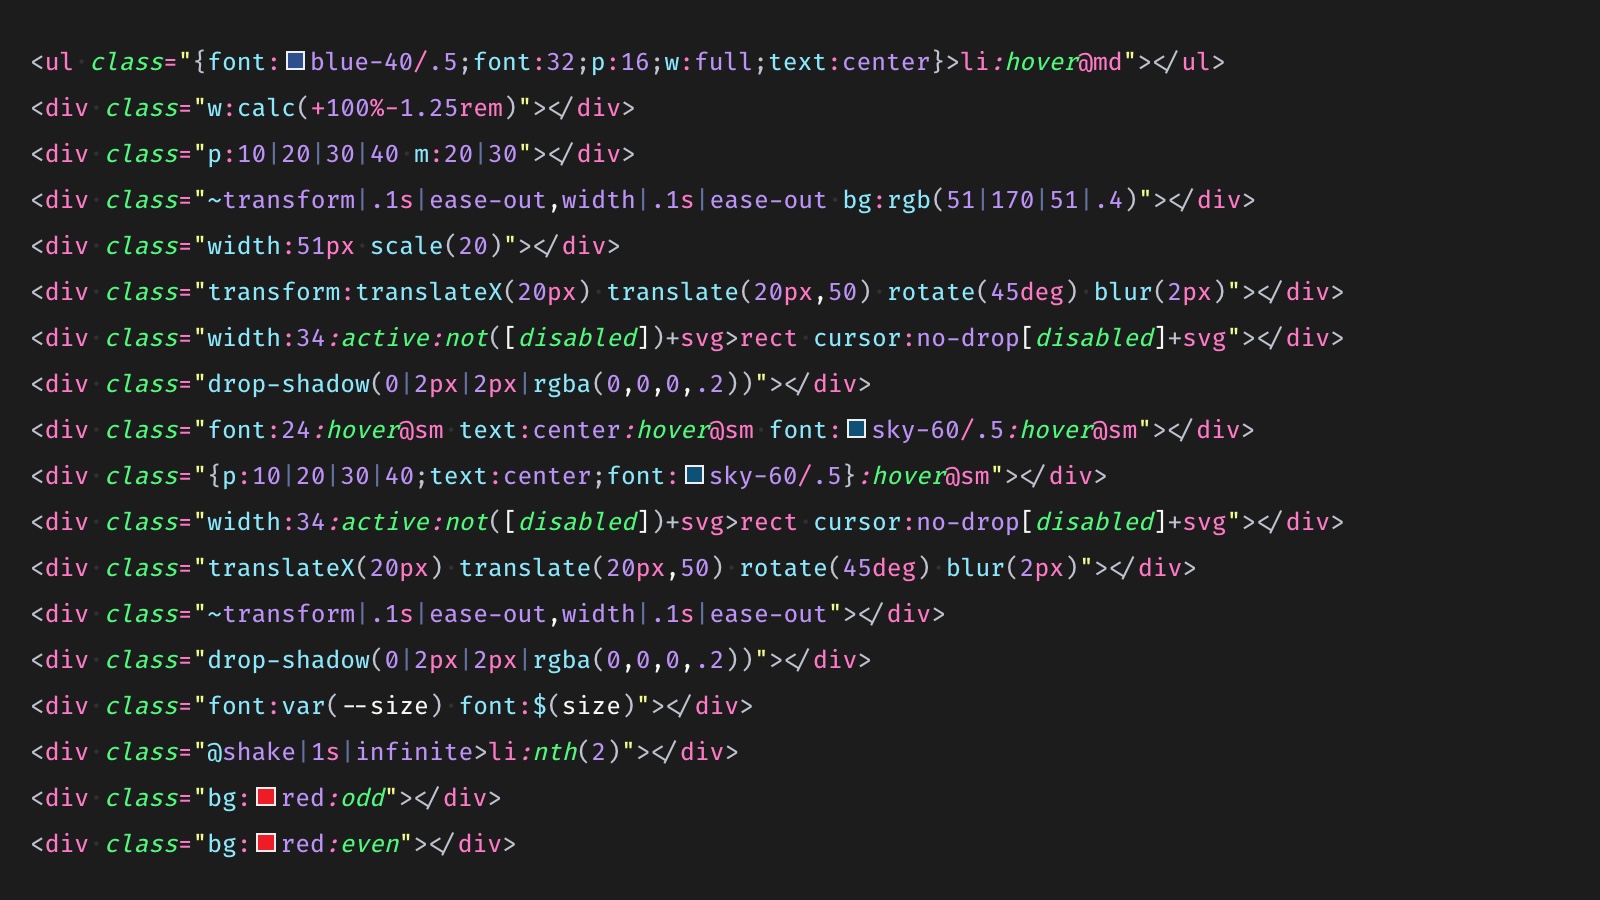 <ul class="{font:blue-40/.5;font:32;p:16;w:full;text:center}>li:hover@md"></ul>
<div class="w:calc(+100%-1.25rem)"></div>
<div class="p:10|20|30|40 m:20|30"></div>
<div class="~transform|.1s|ease-out,width|.1s|ease-out bg:rgb(51|170|51|.4)"></div>
<div class="width:51px scale(20)"></div>
<div class="transform:translateX(20px) translate(20px,50) rotate(45deg) blur(2px)"></div>
<div class="width:34:active:not([disabled])+svg>rect cursor:no-drop[disabled]+svg"></div>
<div class="drop-shadow(0|2px|2px|rgba(0,0,0,.2))"></div>
<div class="font:24:hover@sm text:center:hover@sm font:sky-60/.5:hover@sm"></div>
<div class="{p:10|20|30|40;text:center;font:sky-60/.5}:hover@sm"></div>
<div class="width:34:active:not([disabled])+svg>rect cursor:no-drop[disabled]+svg"></div>
<div class="translateX(20px) translate(20px,50) rotate(45deg) blur(2px)"></div>
<div class="~transform|.1s|ease-out,width|.1s|ease-out"></div>
<div class="drop-shadow(0|2px|2px|rgba(0,0,0,.2))"></div>
<div class="font:var(--size) font:$(size)"></div>
<div class="@shake|1s|infinite>li:nth(2)"></div>
<div class="bg:red:odd"></div>
<div class="bg:red:even"></div>